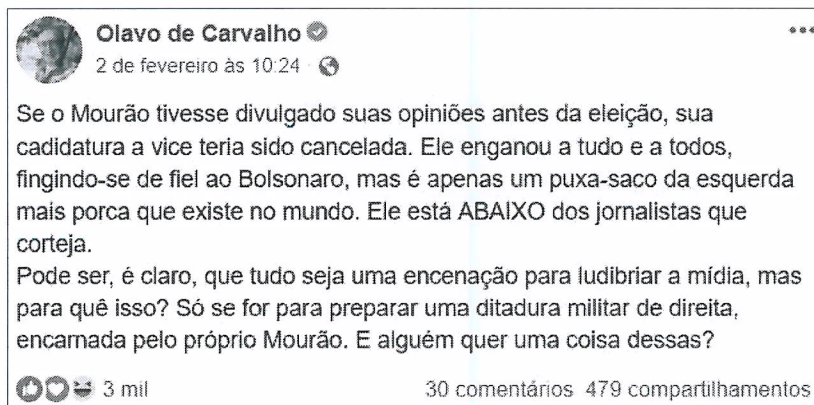 Olavo de Carvalho
2 de fevereiro às 10:24
Se o Mourão tivesse divulgado suas opiniões antes da eleição, sua
cadidatura a vice teria sido cancelada. Ele enganou a tudo e a todos,
fingindo-se de fiel ao Bolsonaro, mas é apenas um puxa-saco da esquerda
mais porca que existe no mundo. Ele está ABAIXO dos jornalistas que
corteja.
Pode ser, é claro, que tudo seja uma encenação para ludibriar a mídia, mas
para quê isso? Só se for para preparar uma ditadura militar de direita,
encarnada pelo próprio Mourão. E alguém quer uma coisa dessas?
3 mil 30 comentários 479 compartilhamentos